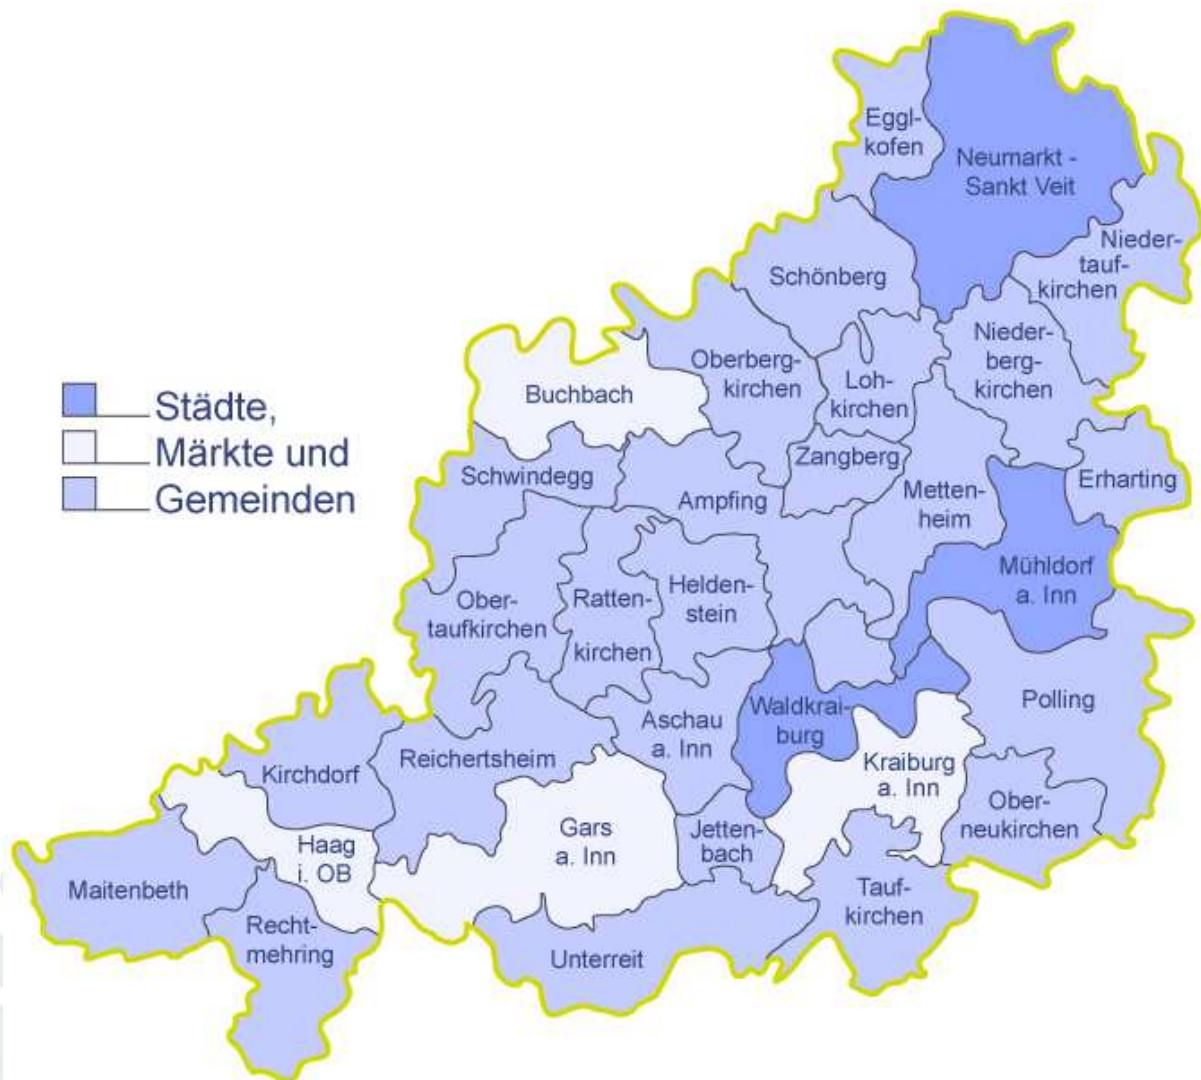 Städte,
Märkte und
Gemeinden
Eggl-
kofen
Neumarkt -
Sankt Veit
Nieder-
tauf-
kirchen
Schönberg
Nieder-
berg-
kirchen
Oberberg-
kirchen
Loh-
kirchen
Buchbach
Zangberg
Schwindegg
Ampfing
Metten-
heim
Erharting
Mühldorf
a. Inn
Ober-
taufkirchen
Ratten-
kirchen
Helden-
stein
Polling
Waldkrai-
burg
Aschau
a. Inn
Reichertsheim
Kirchdorf
Kraiburg
a. Inn
Ober-
neukirchen
Haag
i. OB
Gars
a. Inn
Jetten-
bach
Maitenbeth
Tauf-
kirchen
Recht-
mehring
Unterreit